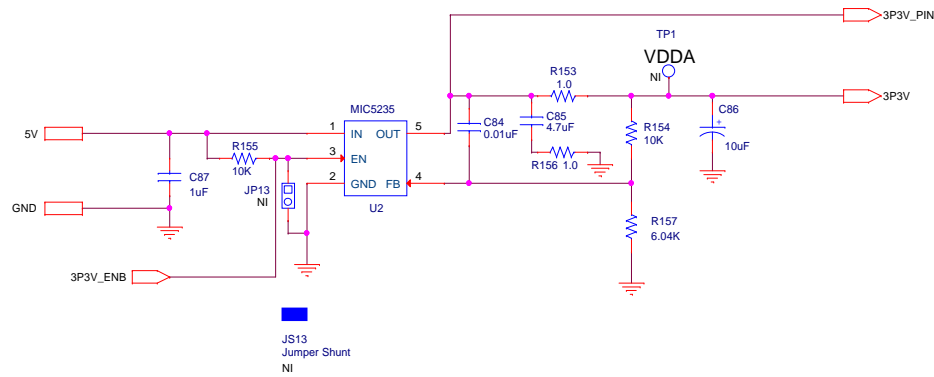 3P3V_PIN
TP1
VDDA
NI
R153
1.0
3P3V
MIC5235
C84
0.01uF
C85
4.7uF
C86
+
10uF
R154
10K
5V
1
IN
OUT
5
R155
10K
3
EN
R156
1.0
C87
1uF
JP13
NI
2
GND
FB
4
GND
U2
R157
6.04K
3P3V_ENB
JS13
Jumper Shunt
NI